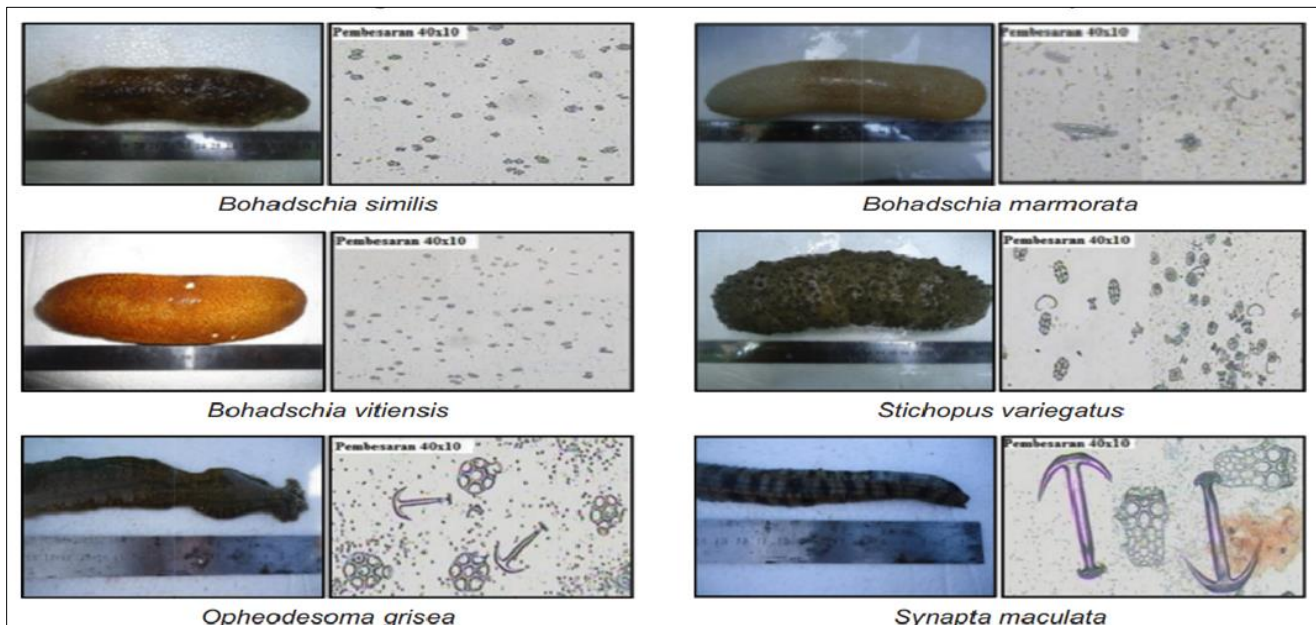 Pembesaran 40x10
Pembesaran 40x10
Bohadschia similis
Bohadschia marmorata
Pembesaran 40x10
Pembesaran 40x10
Bohadschia vitiensis
Stichopus variegatus
Pembesaran 40x10
Pembesaran 40x10
Opheodesoma grisea
Synapta maculata